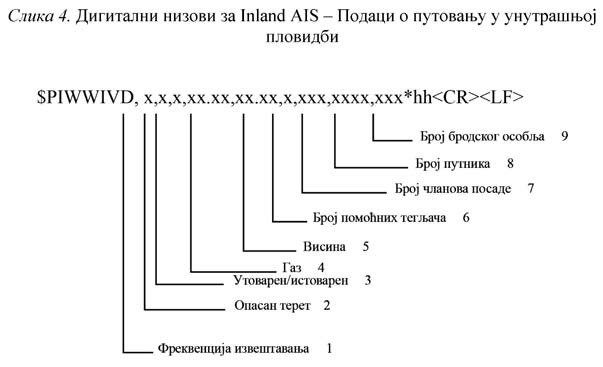 Слика 4. Дигитални низови за Inland AIS – Подаци о путовању у унутрашњој
пловидби
$PIWWIVD, x,x,x,xx.xx,xx.xx,x,xxx,xxxx,xxx*hh<CR><LF>
Број бродског особља 9
Број путника 8
Број чланова посаде 7
Број помоћних тегљача 6
Висина 5
Газ 4
Утоварен/истоварен 3
Опасан терет 2
Фреквенција извештавања 1